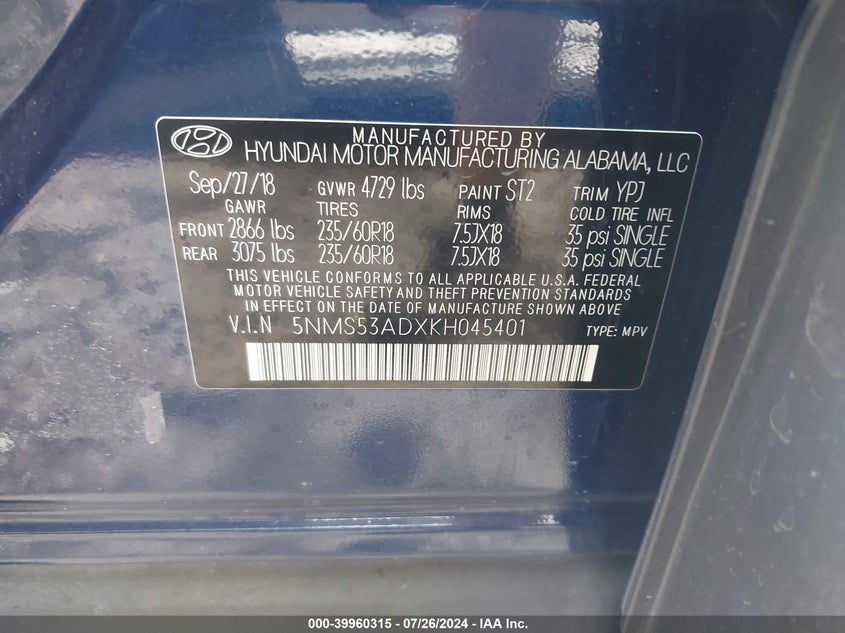 MANUFACTURED BY
HYUNDAI MOTOR MANUFACTURING ALABAMA, LLC
Sep/27/18 GVWR 4729 lbs PAINT ST2 TRIM YPJ
GAWR TIRES RIMS COLD TIRE INFL
FRONT 2866 lbs 235/60R18 7.5JX18 35 psi SINGLE
REAR 3075 lbs 235/60R18 7.5JX18 35 psi SINGLE
THIS VEHICLE CONFORMS TO ALL APPLICABLE U.S.A. FEDERAL
MOTOR VEHICLE SAFETY AND THEFT PREVENTION STANDARDS
IN EFFECT ON THE DATE OF MANUFACTURE SHOWN ABOVE
V.I.N 5NMS53ADXKH045401 TYPE: MPV
000-39960315 / 07/26/2024 - IAA Inc.